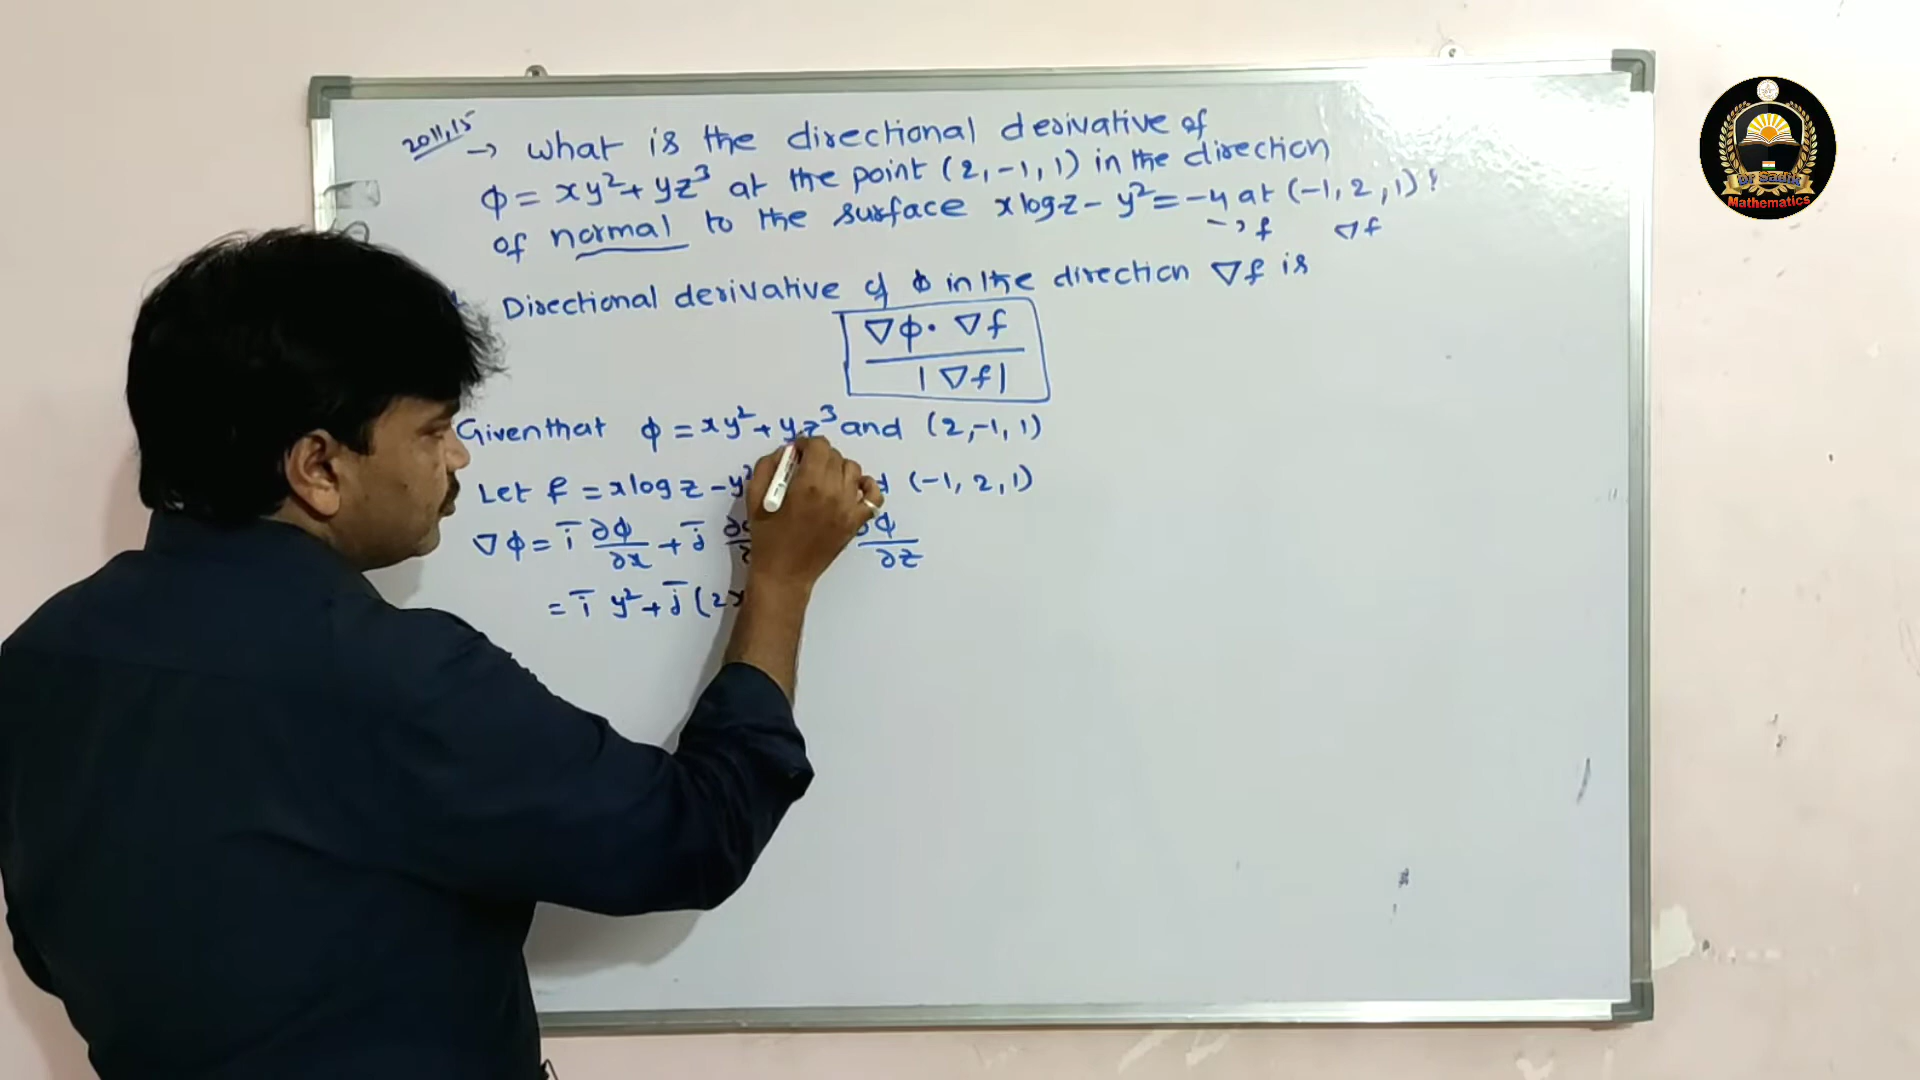 2011,15 → What is the directional derivative of
φ = xy² + yz³ at the point (2,-1,1) in the direction
of normal to the surface x log z - y² = -4 at (-1,2,1)?
→ f ∇f
Directional derivative of φ in the direction ∇f is
∇φ · ∇f
|∇f|
Given that φ = xy² + yz³ and (2,-1,1)
Let f = x log z - y² (-1,2,1)
∇φ = i̅ ∂φ/∂x + j̅ ∂φ/∂z
= i̅ y² + j̅ (2x
Dr Sadik
Mathematics